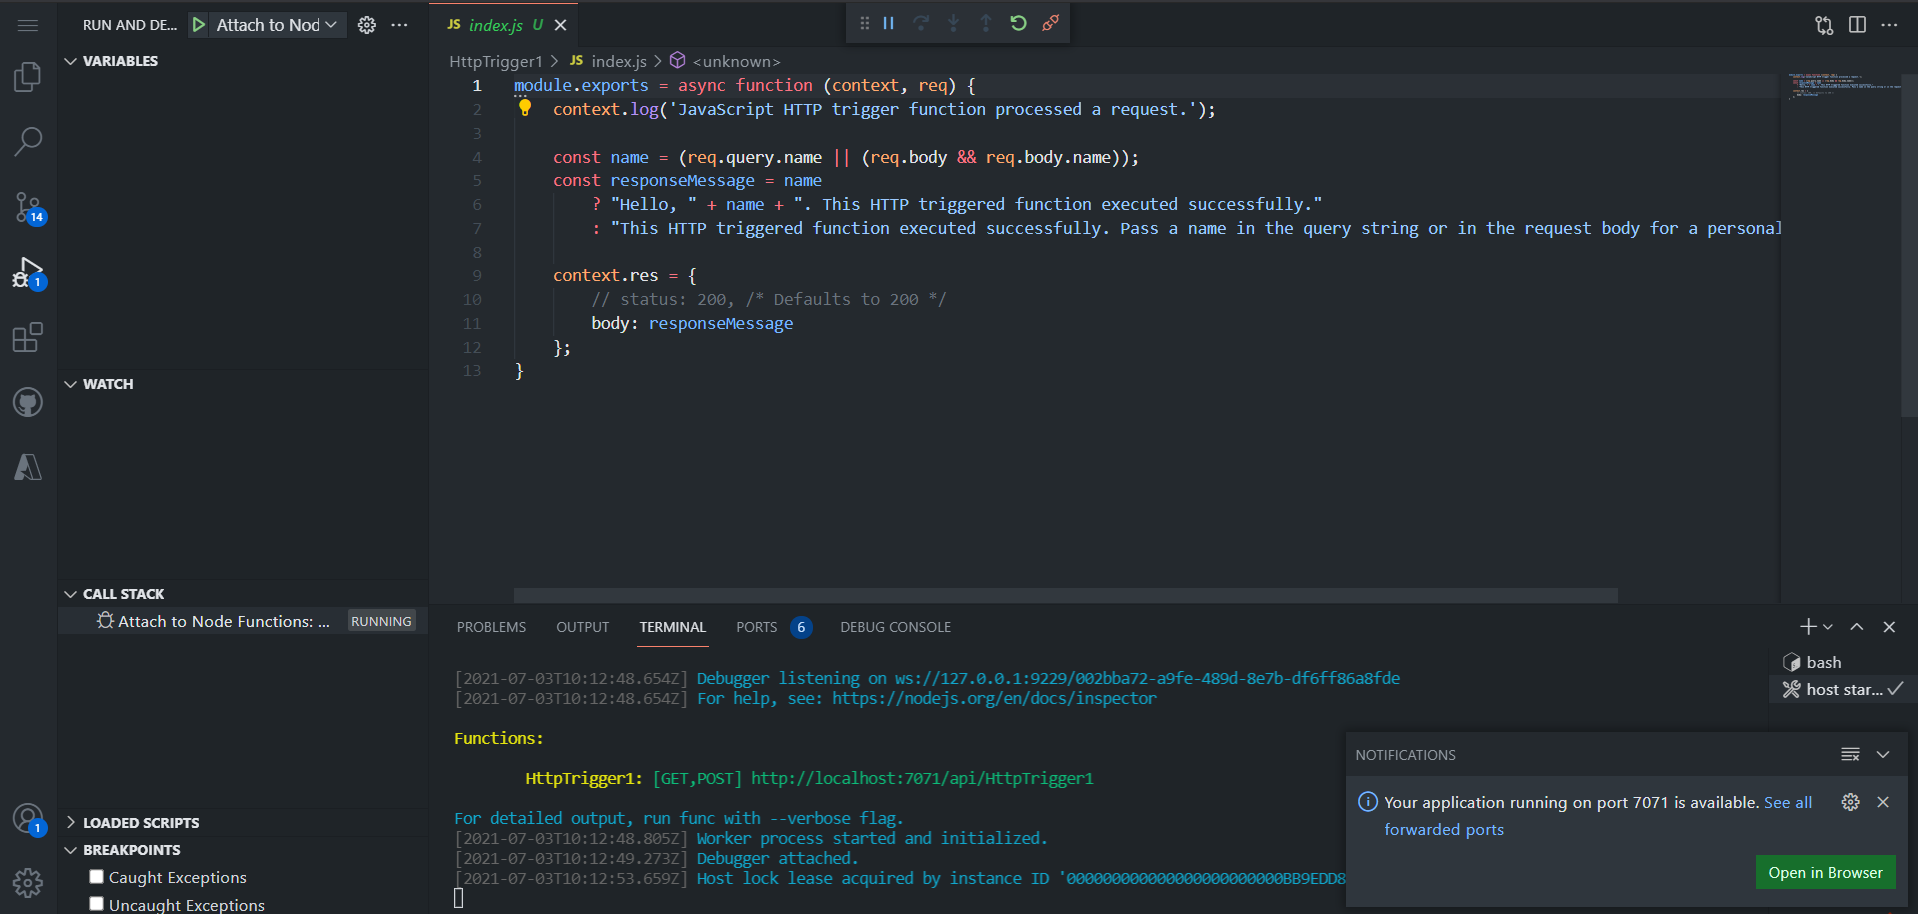 RUN AND DE...
Attach to Nod
VARIABLES
WATCH
CALL STACK
Attach to Node Functions: ...
RUNNING
LOADED SCRIPTS
BREAKPOINTS
Caught Exceptions
Uncaught Exceptions
14
1
1
JS index.js U
HttpTrigger1 > JS index.js > <unknown>
1 module.exports = async function (context, req) {
2 context.log('JavaScript HTTP trigger function processed a request.');
3
4 const name = (req.query.name || (req.body && req.body.name));
5 const responseMessage = name
6 ? "Hello, " + name + ". This HTTP triggered function executed successfully."
7 : "This HTTP triggered function executed successfully. Pass a name in the query string or in the request body for a personal
8
9 context.res = {
10 // status: 200, /* Defaults to 200 */
11 body: responseMessage
12 };
13 }
PROBLEMS OUTPUT TERMINAL PORTS 6 DEBUG CONSOLE
[2021-07-03T10:12:48.654Z] Debugger listening on ws://127.0.0.1:9229/002bba72-a9fe-489d-8e7b-df6ff86a8fde
[2021-07-03T10:12:48.654Z] For help, see: https://nodejs.org/en/docs/inspector
Functions:
HttpTrigger1: [GET,POST] http://localhost:7071/api/HttpTrigger1
For detailed output, run func with --verbose flag.
[2021-07-03T10:12:48.805Z] Worker process started and initialized.
[2021-07-03T10:12:49.273Z] Debugger attached.
[2021-07-03T10:12:53.659Z] Host lock lease acquired by instance ID '000000000000000000000000BB9EDD8
bash
host star...
NOTIFICATIONS
Your application running on port 7071 is available. See all
forwarded ports
Open in Browser